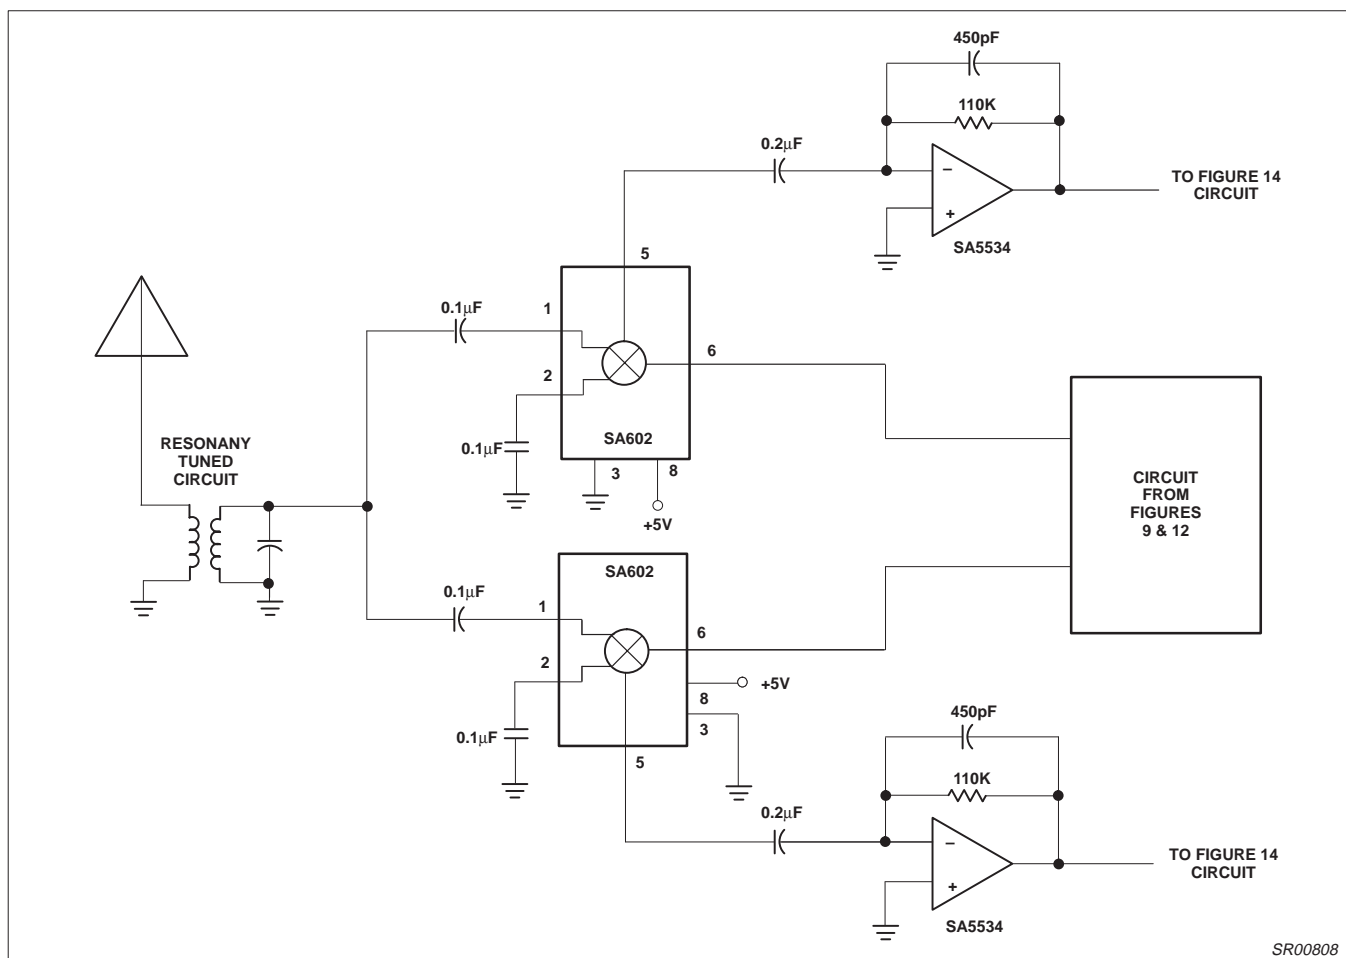 450pF
110K
0.2µF
TO FIGURE 14
CIRCUIT
–
+
SA5534
5
0.1µF
1
6
2
SA602
0.1µF
3
8
+5V
RESONANY
TUNED
CIRCUIT
CIRCUIT
FROM
FIGURES
9 & 12
SA602
0.1µF
1
6
2
+5V
8
3
0.1µF
5
450pF
110K
0.2µF
TO FIGURE 14
CIRCUIT
–
+
SA5534
SR00808